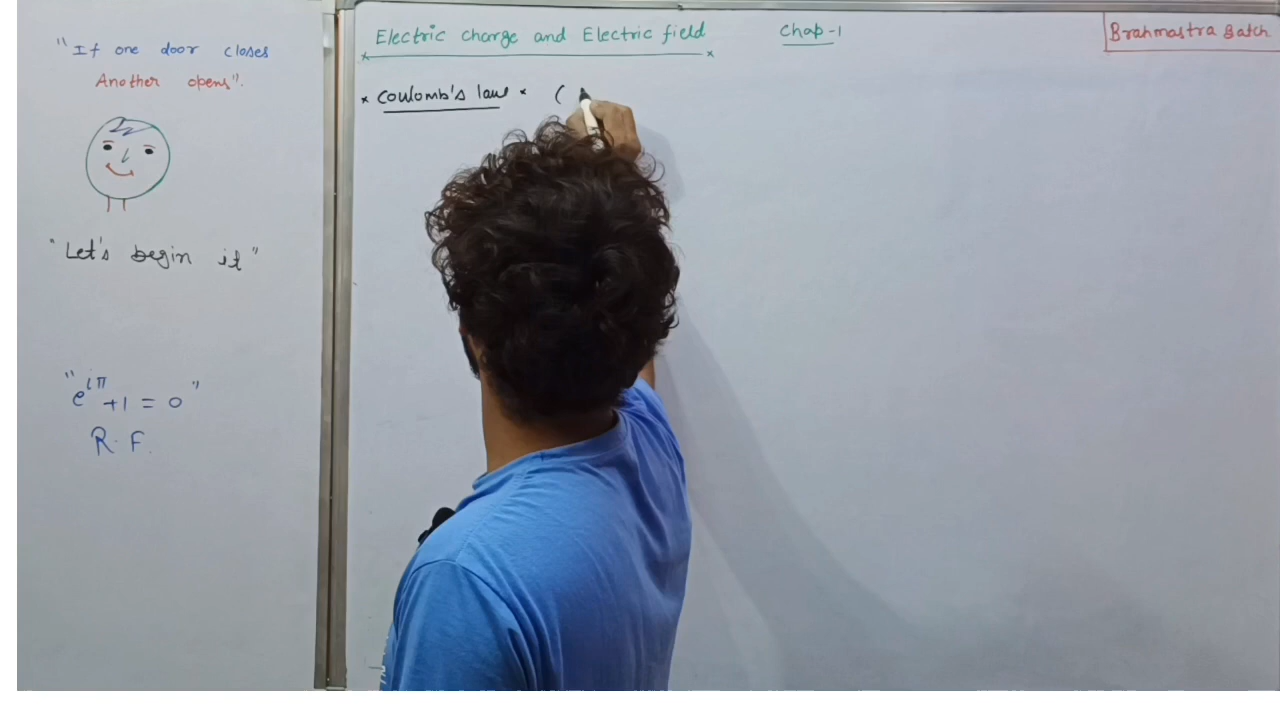 "If one door closes
Another opens".
"Let's begin it"
"e^{iπ} +1 = 0"
R. F.
Electric charge and Electric field
Chap-1
Brahmastra Batch
* Coulomb's law * (